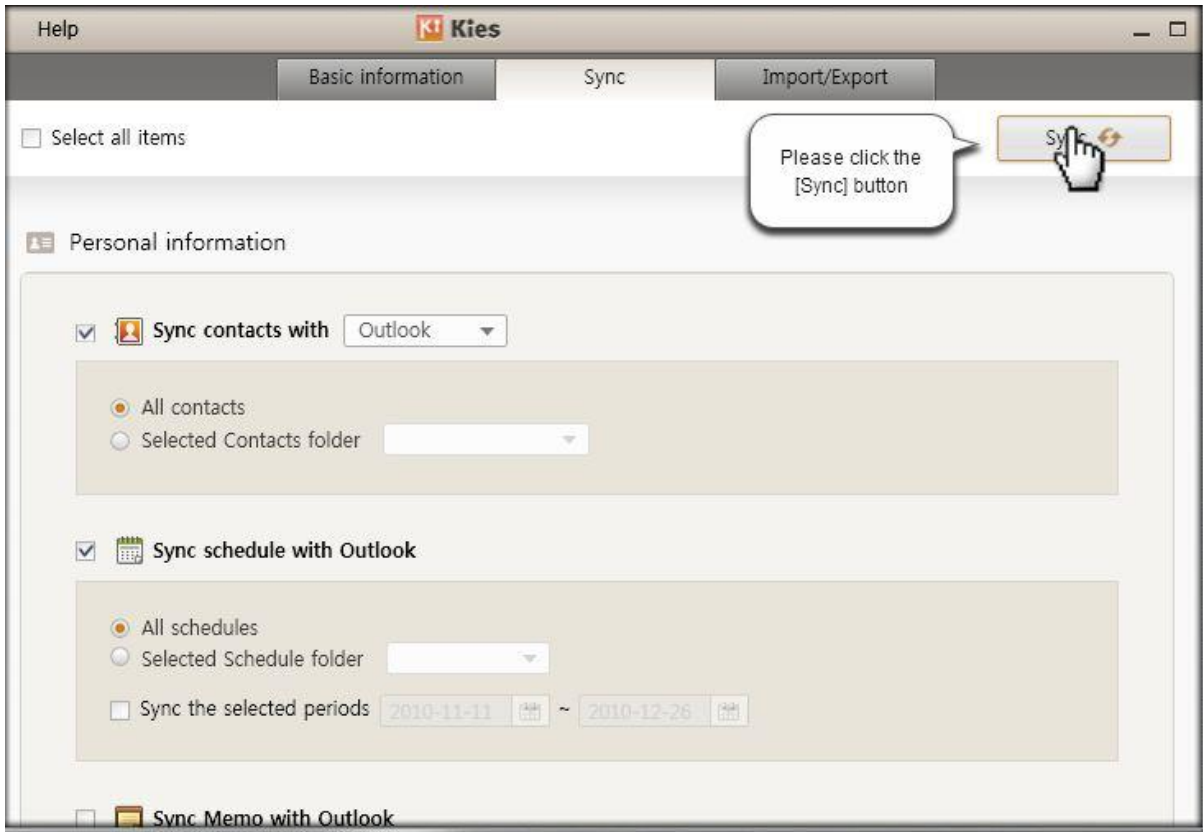 Help
Kies
Basic information
Sync
Import/Export
Select all items
Please click the
[Sync] button
Personal information
Sync contacts with
Outlook
All contacts
Selected Contacts folder
Sync schedule with Outlook
All schedules
Selected Schedule folder
Sync the selected periods
2010-11-11 ~ 2010-12-26
Sync Memo with Outlook